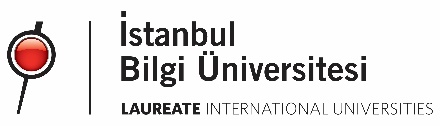 İstanbul
Bilgi Üniversitesi
LAUREATE INTERNATIONAL UNIVERSITIES